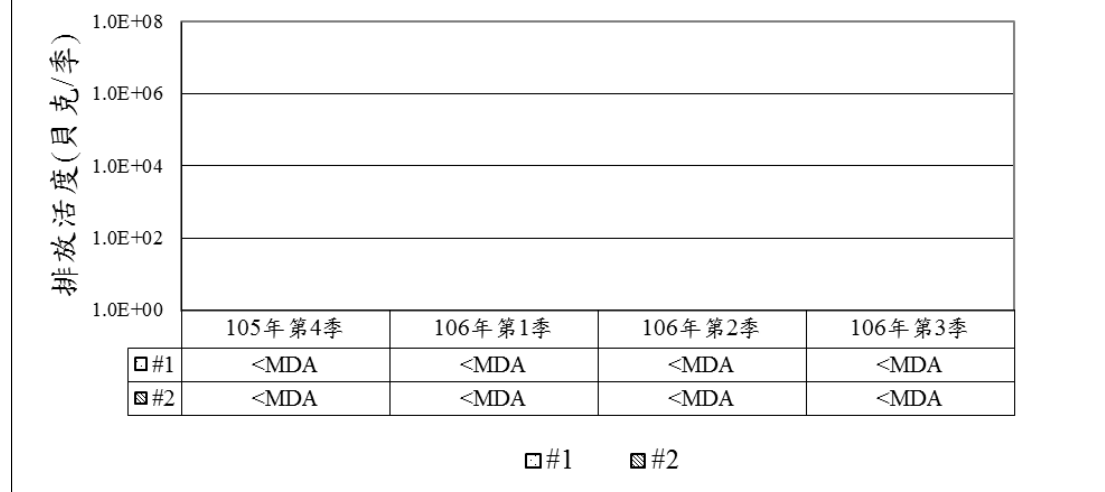 排放活度(貝克/季)
1.0E+08
1.0E+06
1.0E+04
1.0E+02
1.0E+00
105年第4季 106年第1季 106年第2季 106年第3季
#1 <MDA <MDA <MDA <MDA
#2 <MDA <MDA <MDA <MDA
#1 #2